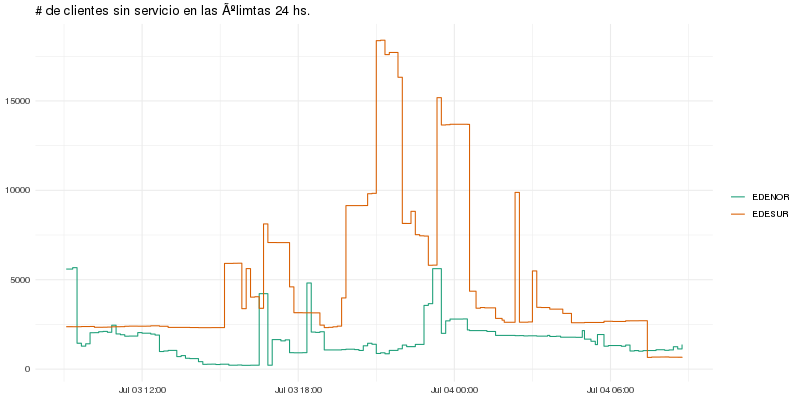 # de clientes sin servicio en las Ãºlimtas 24 hs.
15000
10000
5000
0
Jul 03 12:00
Jul 03 18:00
Jul 04 00:00
Jul 04 06:00
EDENOR
EDESUR